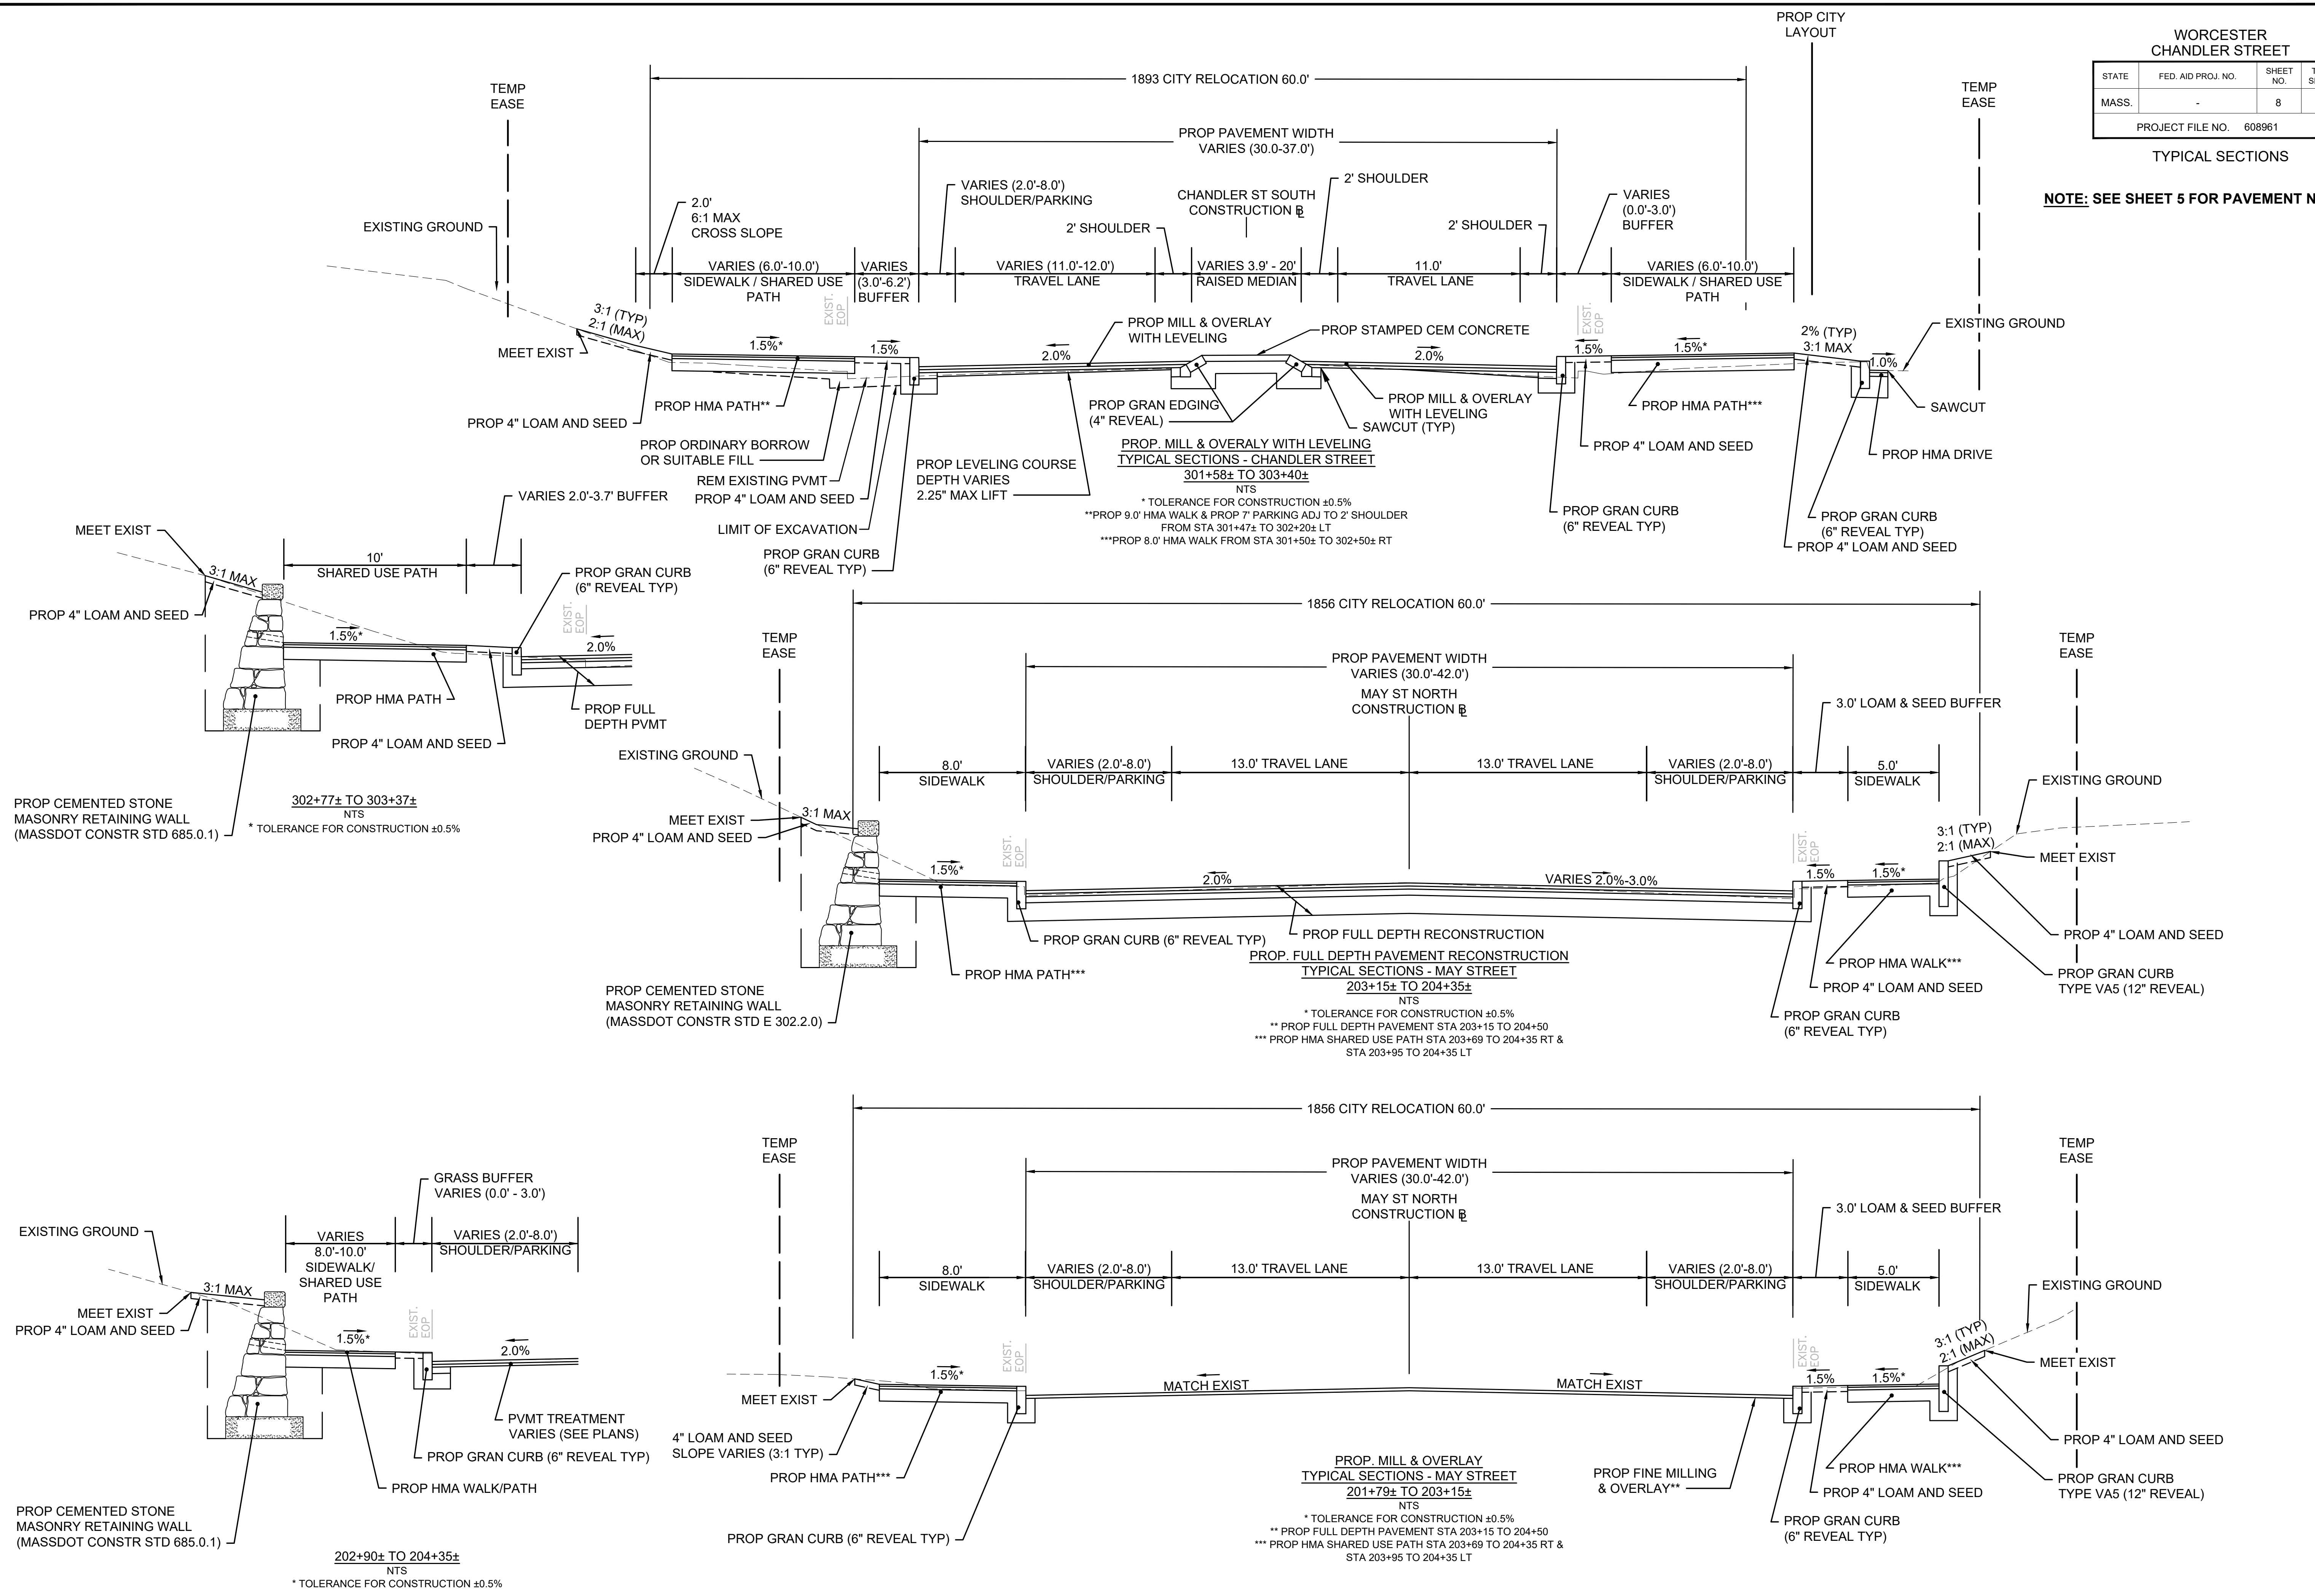 WORCESTER
CHANDLER STREET
STATE
FED. AID PROJ. NO.
SHEET
NO.
MASS.
-
8
PROJECT FILE NO. 608961
TYPICAL SECTIONS
NOTE: SEE SHEET 5 FOR PAVEMENT N
PROP CITY
LAYOUT
1893 CITY RELOCATION 60.0'
TEMP
EASE
TEMP
EASE
PROP PAVEMENT WIDTH
VARIES (30.0-37.0')
VARIES (2.0'-8.0')
SHOULDER/PARKING
2' SHOULDER
CHANDLER ST SOUTH
CONSTRUCTION BL
2' SHOULDER
2' SHOULDER
VARIES
(0.0'-3.0')
BUFFER
2.0'
6:1 MAX
CROSS SLOPE
EXISTING GROUND
VARIES (6.0'-10.0')
SIDEWALK / SHARED USE
PATH
VARIES
(3.0'-6.2')
BUFFER
VARIES (11.0'-12.0')
TRAVEL LANE
VARIES 3.9' - 20'
RAISED MEDIAN
11.0'
TRAVEL LANE
VARIES (6.0'-10.0')
SIDEWALK / SHARED USE
PATH
EXIST.
EOP
EXIST.
EOP
3:1 (TYP)
2:1 (MAX)
MEET EXIST
1.5%*
1.5%
2.0%
PROP MILL & OVERLAY
WITH LEVELING
PROP STAMPED CEM CONCRETE
2.0%
1.5%
1.5%*
2% (TYP)
3:1 MAX
1.0%
EXISTING GROUND
SAWCUT
PROP HMA PATH**
PROP 4" LOAM AND SEED
PROP ORDINARY BORROW
OR SUITABLE FILL
REM EXISTING PVMT
PROP 4" LOAM AND SEED
LIMIT OF EXCAVATION
PROP GRAN CURB
(6" REVEAL TYP)
PROP LEVELING COURSE
DEPTH VARIES
2.25" MAX LIFT
PROP GRAN EDGING
(4" REVEAL)
PROP MILL & OVERLAY
WITH LEVELING
SAWCUT (TYP)
PROP HMA PATH***
PROP 4" LOAM AND SEED
PROP GRAN CURB
(6" REVEAL TYP)
PROP HMA DRIVE
PROP GRAN CURB
(6" REVEAL TYP)
PROP 4" LOAM AND SEED
PROP. MILL & OVERALY WITH LEVELING
TYPICAL SECTIONS - CHANDLER STREET
301+58± TO 303+40±
NTS
* TOLERANCE FOR CONSTRUCTION ±0.5%
**PROP 9.0' HMA WALK & PROP 7' PARKING ADJ TO 2' SHOULDER
FROM STA 301+47± TO 302+20± LT
***PROP 8.0' HMA WALK FROM STA 301+50± TO 302+50± RT
VARIES 2.0'-3.7' BUFFER
MEET EXIST
10'
SHARED USE PATH
3:1 MAX
PROP GRAN CURB
(6" REVEAL TYP)
EXIST.
EOP
PROP 4" LOAM AND SEED
1.5%*
2.0%
PROP HMA PATH
PROP FULL
DEPTH PVMT
PROP 4" LOAM AND SEED
PROP CEMENTED STONE
MASONRY RETAINING WALL
(MASSDOT CONSTR STD 685.0.1)
302+77± TO 303+37±
NTS
* TOLERANCE FOR CONSTRUCTION ±0.5%
1856 CITY RELOCATION 60.0'
TEMP
EASE
TEMP
EASE
PROP PAVEMENT WIDTH
VARIES (30.0'-42.0')
MAY ST NORTH
CONSTRUCTION BL
3.0' LOAM & SEED BUFFER
EXISTING GROUND
8.0'
SIDEWALK
VARIES (2.0'-8.0')
SHOULDER/PARKING
13.0' TRAVEL LANE
13.0' TRAVEL LANE
VARIES (2.0'-8.0')
SHOULDER/PARKING
5.0'
SIDEWALK
EXISTING GROUND
3:1 MAX
MEET EXIST
PROP 4" LOAM AND SEED
EXIST.
EOP
EXIST.
EOP
3:1 (TYP)
2:1 (MAX)
MEET EXIST
1.5%*
2.0%
VARIES 2.0%-3.0%
1.5%
1.5%*
PROP GRAN CURB (6" REVEAL TYP)
PROP FULL DEPTH RECONSTRUCTION
PROP 4" LOAM AND SEED
PROP HMA PATH***
PROP HMA WALK***
PROP 4" LOAM AND SEED
PROP GRAN CURB
TYPE VA5 (12" REVEAL)
PROP GRAN CURB
(6" REVEAL TYP)
PROP CEMENTED STONE
MASONRY RETAINING WALL
(MASSDOT CONSTR STD E 302.2.0)
PROP. FULL DEPTH PAVEMENT RECONSTRUCTION
TYPICAL SECTIONS - MAY STREET
203+15± TO 204+35±
NTS
* TOLERANCE FOR CONSTRUCTION ±0.5%
** PROP FULL DEPTH PAVEMENT STA 203+15 TO 204+50
*** PROP HMA SHARED USE PATH STA 203+69 TO 204+35 RT &
STA 203+95 TO 204+35 LT
GRASS BUFFER
VARIES (0.0' - 3.0')
EXISTING GROUND
VARIES
8.0'-10.0'
SIDEWALK/
SHARED USE
PATH
VARIES (2.0'-8.0')
SHOULDER/PARKING
3:1 MAX
MEET EXIST
PROP 4" LOAM AND SEED
EXIST.
EOP
1.5%*
2.0%
PVMT TREATMENT
VARIES (SEE PLANS)
PROP GRAN CURB (6" REVEAL TYP)
PROP HMA WALK/PATH
PROP CEMENTED STONE
MASONRY RETAINING WALL
(MASSDOT CONSTR STD 685.0.1)
202+90± TO 204+35±
NTS
* TOLERANCE FOR CONSTRUCTION ±0.5%
1856 CITY RELOCATION 60.0'
TEMP
EASE
TEMP
EASE
PROP PAVEMENT WIDTH
VARIES (30.0'-42.0')
MAY ST NORTH
CONSTRUCTION BL
3.0' LOAM & SEED BUFFER
8.0'
SIDEWALK
VARIES (2.0'-8.0')
SHOULDER/PARKING
13.0' TRAVEL LANE
13.0' TRAVEL LANE
VARIES (2.0'-8.0')
SHOULDER/PARKING
5.0'
SIDEWALK
EXISTING GROUND
EXIST.
EOP
EXIST.
EOP
3:1 (TYP)
2:1 (MAX)
MEET EXIST
MEET EXIST
1.5%*
MATCH EXIST
MATCH EXIST
1.5%
1.5%*
4" LOAM AND SEED
SLOPE VARIES (3:1 TYP)
PROP HMA PATH***
PROP GRAN CURB (6" REVEAL TYP)
PROP FINE MILLING
& OVERLAY**
PROP 4" LOAM AND SEED
PROP HMA WALK***
PROP 4" LOAM AND SEED
PROP GRAN CURB
TYPE VA5 (12" REVEAL)
PROP GRAN CURB
(6" REVEAL TYP)
PROP. MILL & OVERLAY
TYPICAL SECTIONS - MAY STREET
201+79± TO 203+15±
NTS
* TOLERANCE FOR CONSTRUCTION ±0.5%
** PROP FULL DEPTH PAVEMENT STA 203+15 TO 204+50
*** PROP HMA SHARED USE PATH STA 203+69 TO 204+35 RT &
STA 203+95 TO 204+35 LT